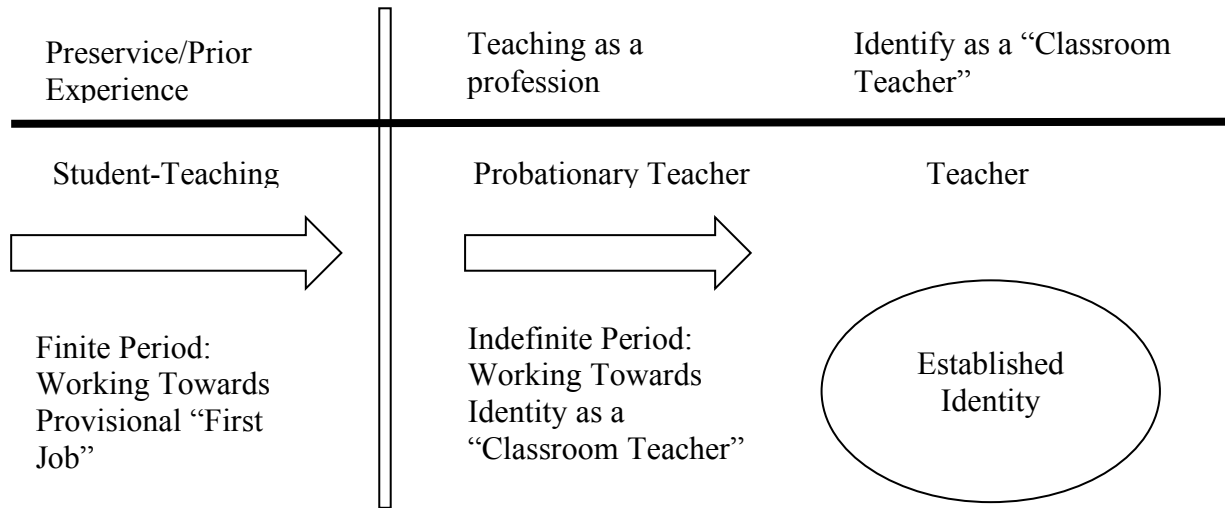 Preservice/Prior
Experience
Teaching as a
profession
Identify as a “Classroom
Teacher”
Student-Teaching
Probationary Teacher
Teacher
Finite Period:
Working Towards
Provisional “First
Job”
Indefinite Period:
Working Towards
Identity as a
“Classroom Teacher”
Established
Identity